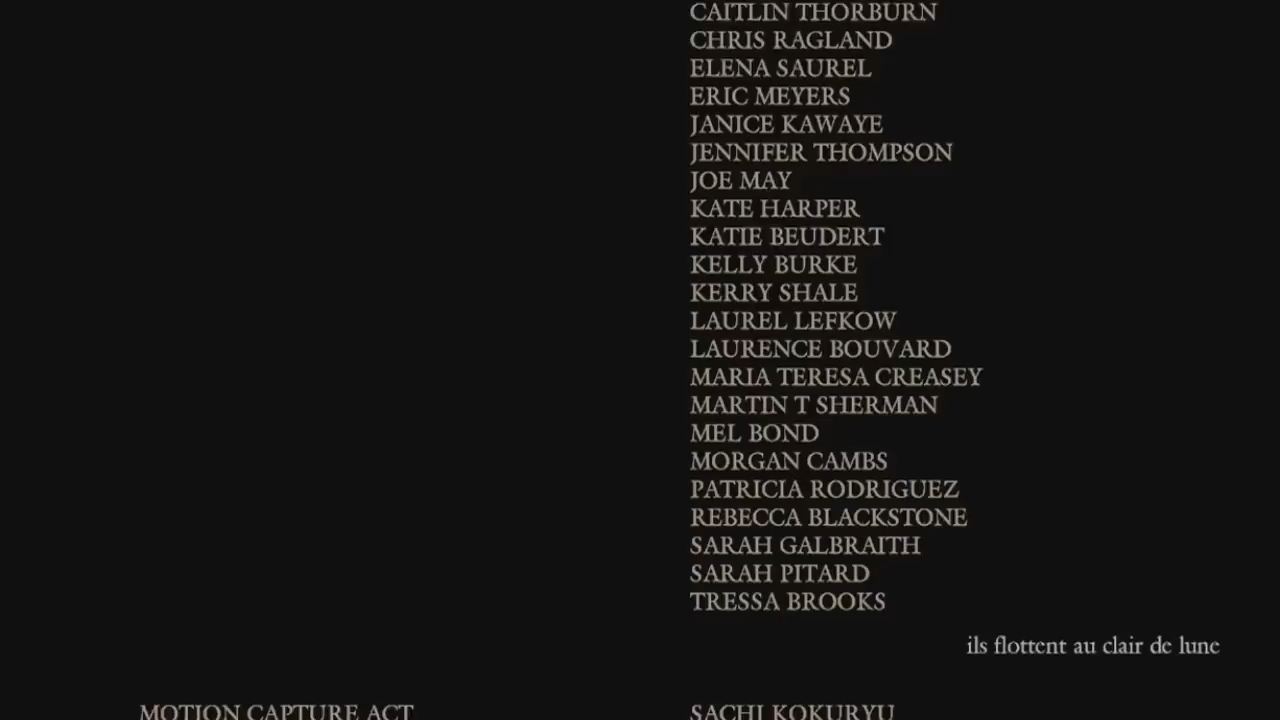 CAITLIN THORBURN
CHRIS RAGLAND
ELENA SAUREL
ERIC MEYERS
JANICE KAWAYE
JENNIFER THOMPSON
JOE MAY
KATE HARPER
KATIE BEUDERT
KELLY BURKE
KERRY SHALE
LAUREL LEFKOW
LAURENCE BOUVARD
MARIA TERESA CREASEY
MARTIN T SHERMAN
MEL BOND
MORGAN CAMBS
PATRICIA RODRIGUEZ
REBECCA BLACKSTONE
SARAH GALBRAITH
SARAH PITARD
TRESSA BROOKS
ils flottent au clair de lune
MOTION CAPTURE ACT SACHI KOKURYU